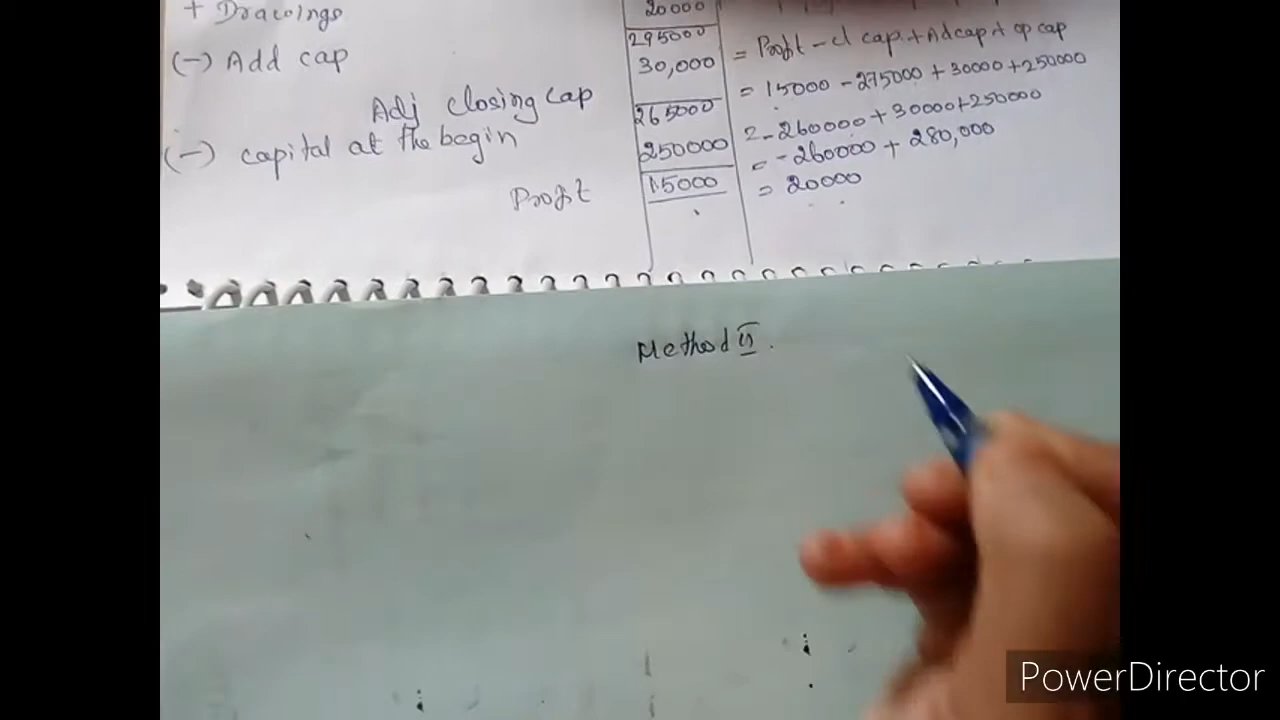 + Drawings 20000
295000
(-) Add cap 30,000
Adj closing cap 265000
(-) capital at the begin 250000
Profit 15000
= Profit - cl cap + Ad cap + op cap
= 15000 - 275000 + 30000 + 250000
= -260000 + 30000 + 250000
= -260000 + 280,000
= 20000
Method II.
PowerDirector